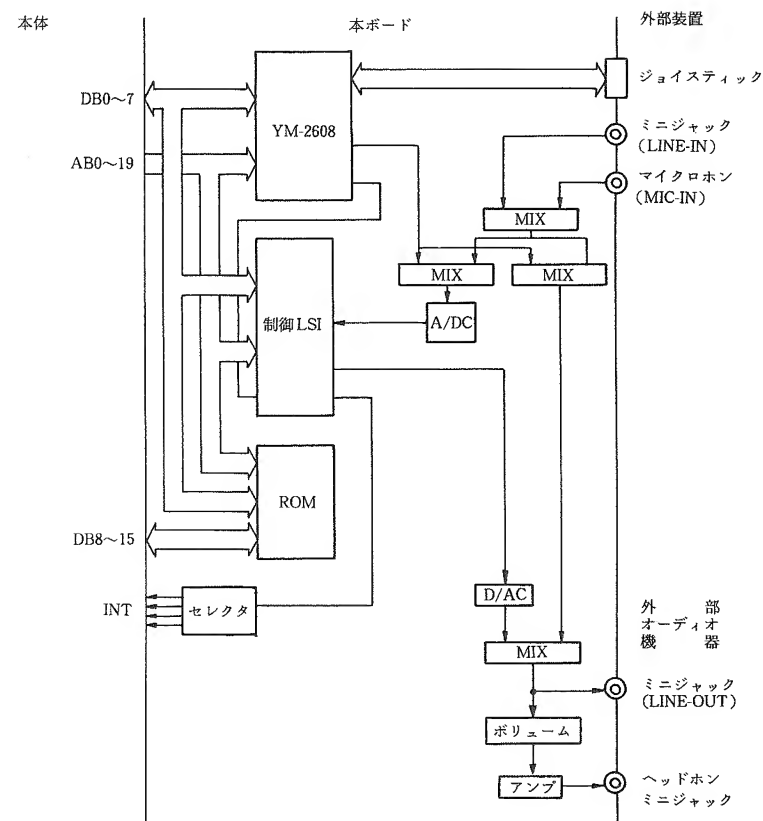 本体
本ボード
外部装置
DB0〜7
YM-2608
ジョイスティック
ミニジャック
(LINE-IN)
AB0〜19
マイクロホン
(MIC-IN)
MIX
MIX
MIX
A/DC
制御LSI
ROM
DB8〜15
INT
セレクタ
D/AC
外部
オーディオ
機器
MIX
ミニジャック
(LINE-OUT)
ボリューム
アンプ
ヘッドホン
ミニジャック